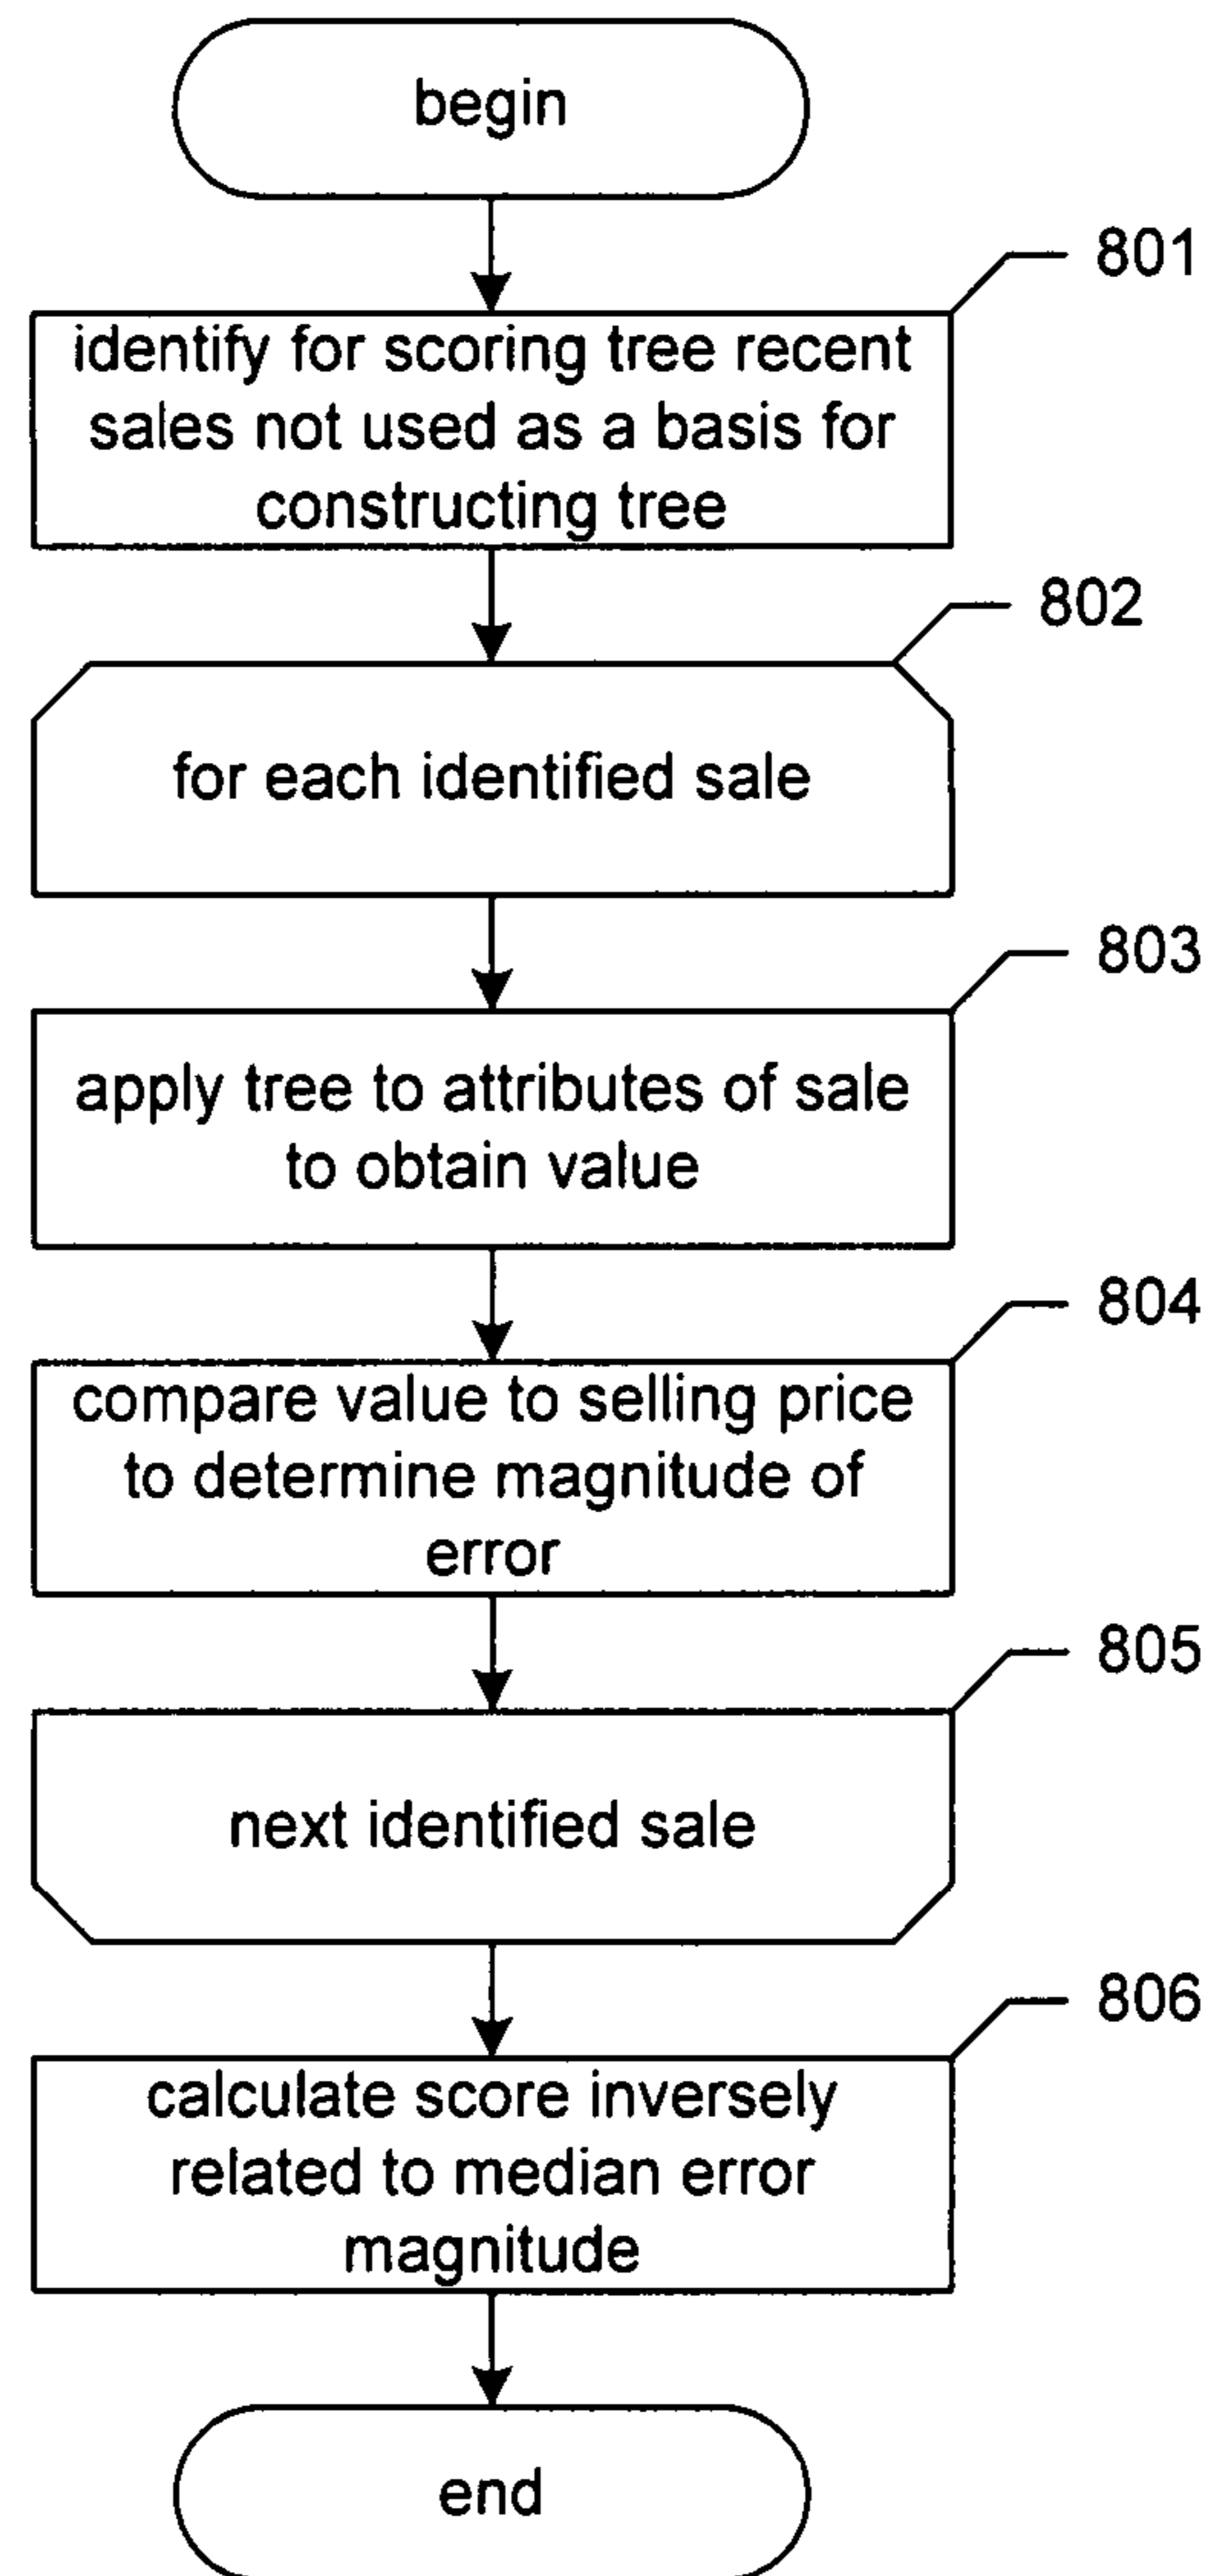 begin
801
identify for scoring tree recent
sales not used as a basis for
constructing tree
802
for each identified sale
803
apply tree to attributes of sale
to obtain value
804
compare value to selling price
to determine magnitude of
error
805
next identified sale
806
calculate score inversely
related to median error
magnitude
end